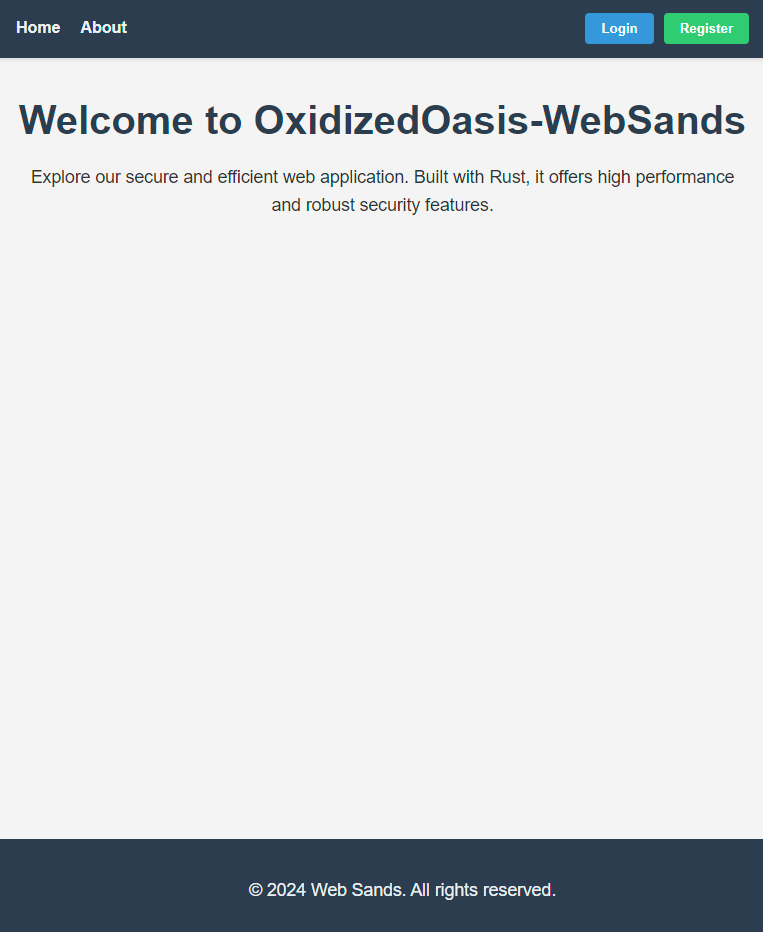 Home About Login Register
Welcome to OxidizedOasis-WebSands
Explore our secure and efficient web application. Built with Rust, it offers high performance
and robust security features.
© 2024 Web Sands. All rights reserved.